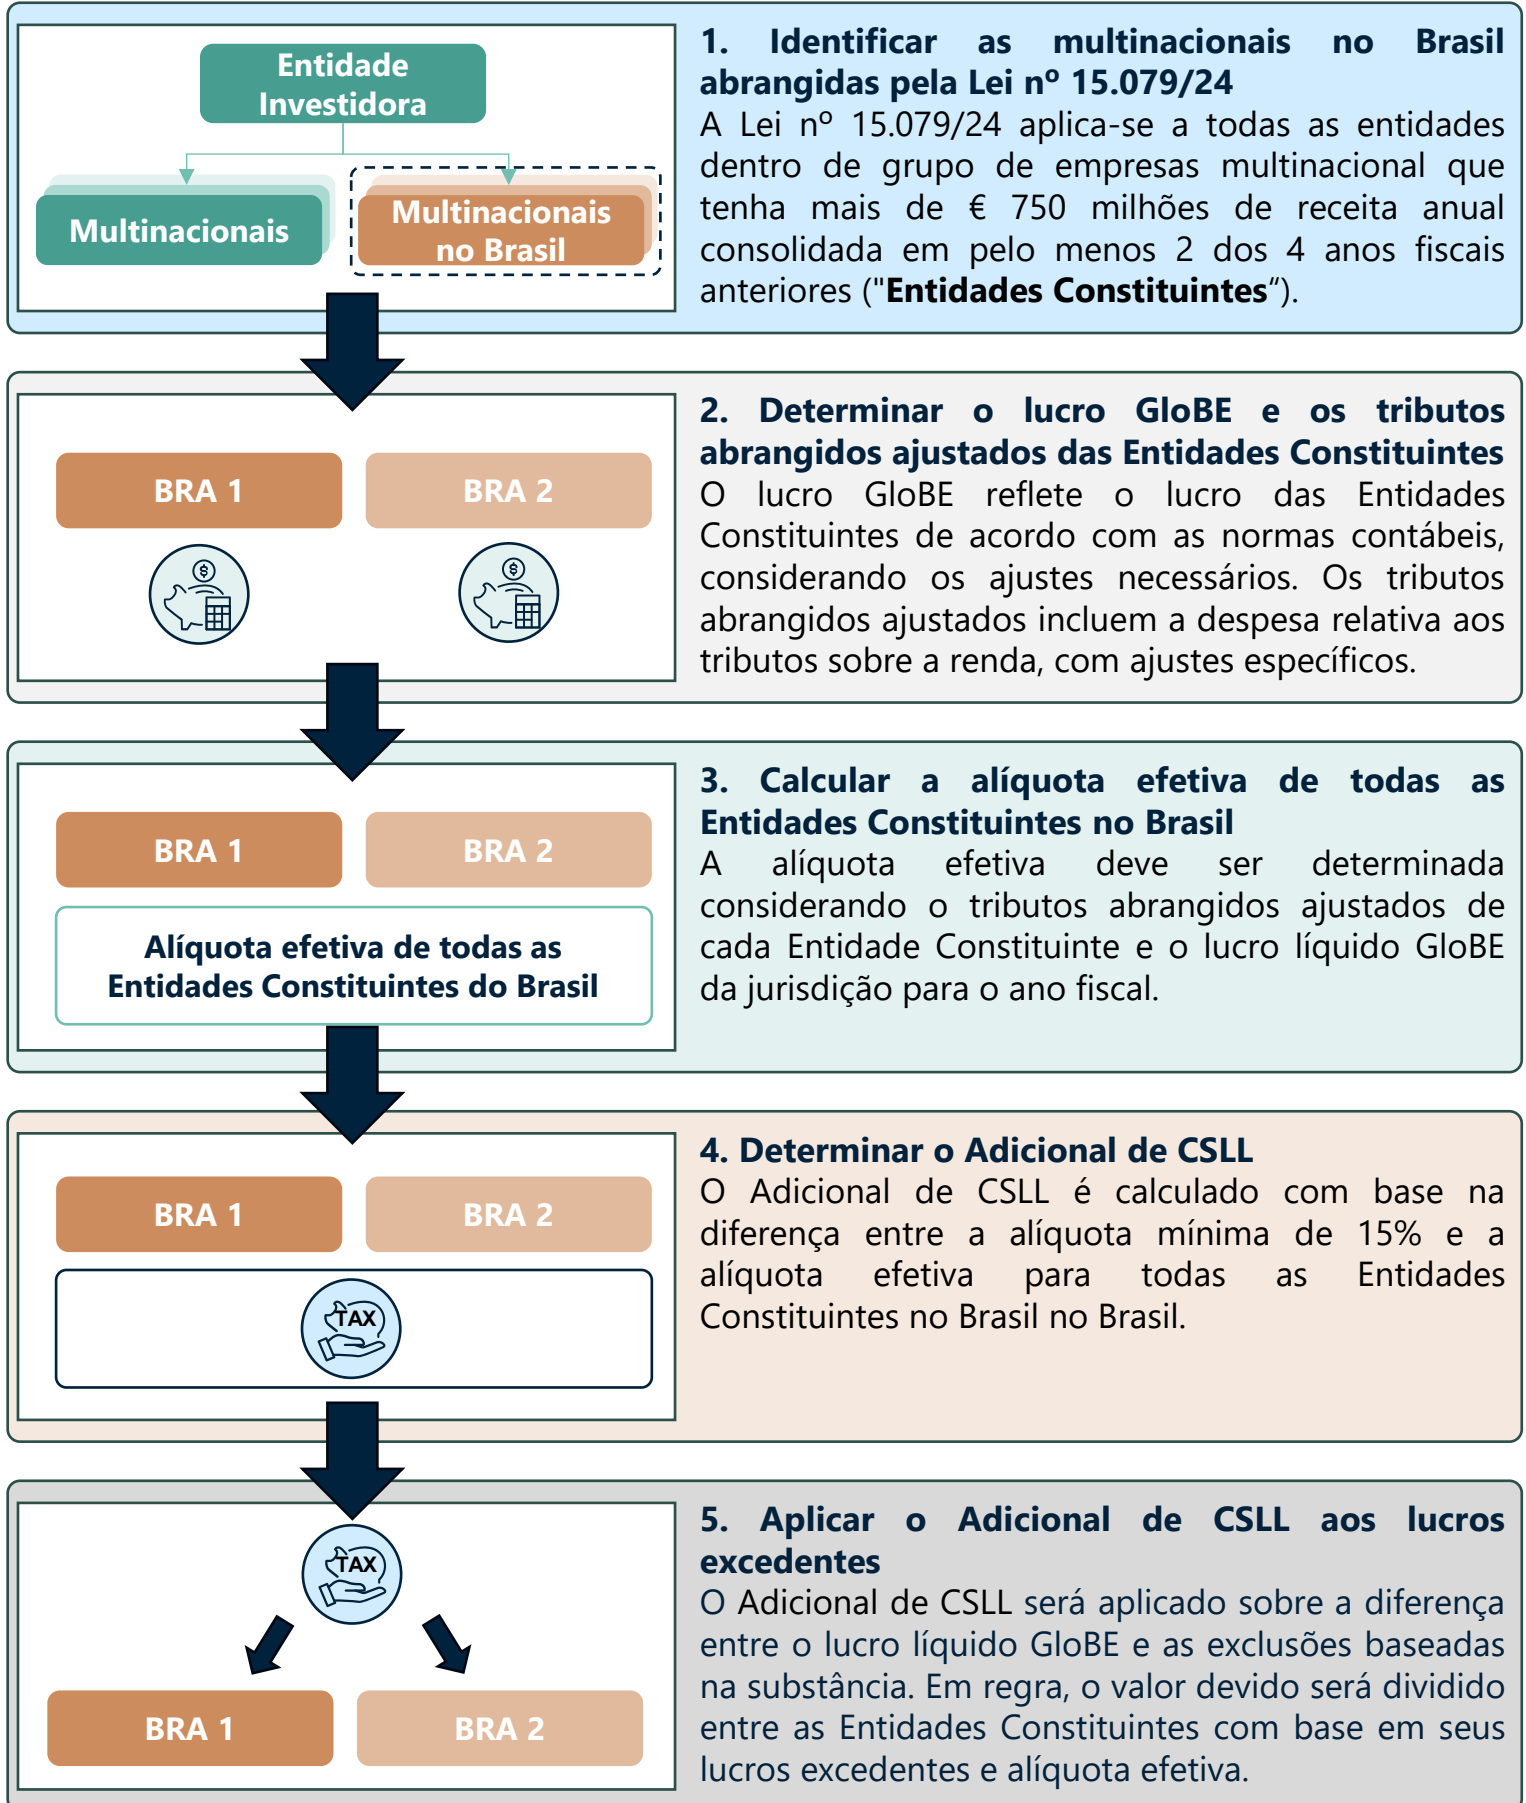 Entidade
Investidora
Multinacionais
Multinacionais
no Brasil
1. Identificar as multinacionais no Brasil
abrangidas pela Lei nº 15.079/24
A Lei nº 15.079/24 aplica-se a todas as entidades
dentro de grupo de empresas multinacional que
tenha mais de € 750 milhões de receita anual
consolidada em pelo menos 2 dos 4 anos fiscais
anteriores ("Entidades Constituintes“).
BRA 1
BRA 2
$
$
2. Determinar o lucro GloBE e os tributos
abrangidos ajustados das Entidades Constituintes
O lucro GloBE reflete o lucro das Entidades
Constituintes de acordo com as normas contábeis,
considerando os ajustes necessários. Os tributos
abrangidos ajustados incluem a despesa relativa aos
tributos sobre a renda, com ajustes específicos.
BRA 1
BRA 2
Alíquota efetiva de todas as
Entidades Constituintes do Brasil
3. Calcular a alíquota efetiva de todas as
Entidades Constituintes no Brasil
A alíquota efetiva deve ser determinada
considerando o tributos abrangidos ajustados de
cada Entidade Constituinte e o lucro líquido GloBE
da jurisdição para o ano fiscal.
BRA 1
BRA 2
TAX
4. Determinar o Adicional de CSLL
O Adicional de CSLL é calculado com base na
diferença entre a alíquota mínima de 15% e a
alíquota efetiva para todas as Entidades
Constituintes no Brasil no Brasil.
TAX
BRA 1
BRA 2
5. Aplicar o Adicional de CSLL aos lucros
excedentes
O Adicional de CSLL será aplicado sobre a diferença
entre o lucro líquido GloBE e as exclusões baseadas
na substância. Em regra, o valor devido será dividido
entre as Entidades Constituintes com base em seus
lucros excedentes e alíquota efetiva.